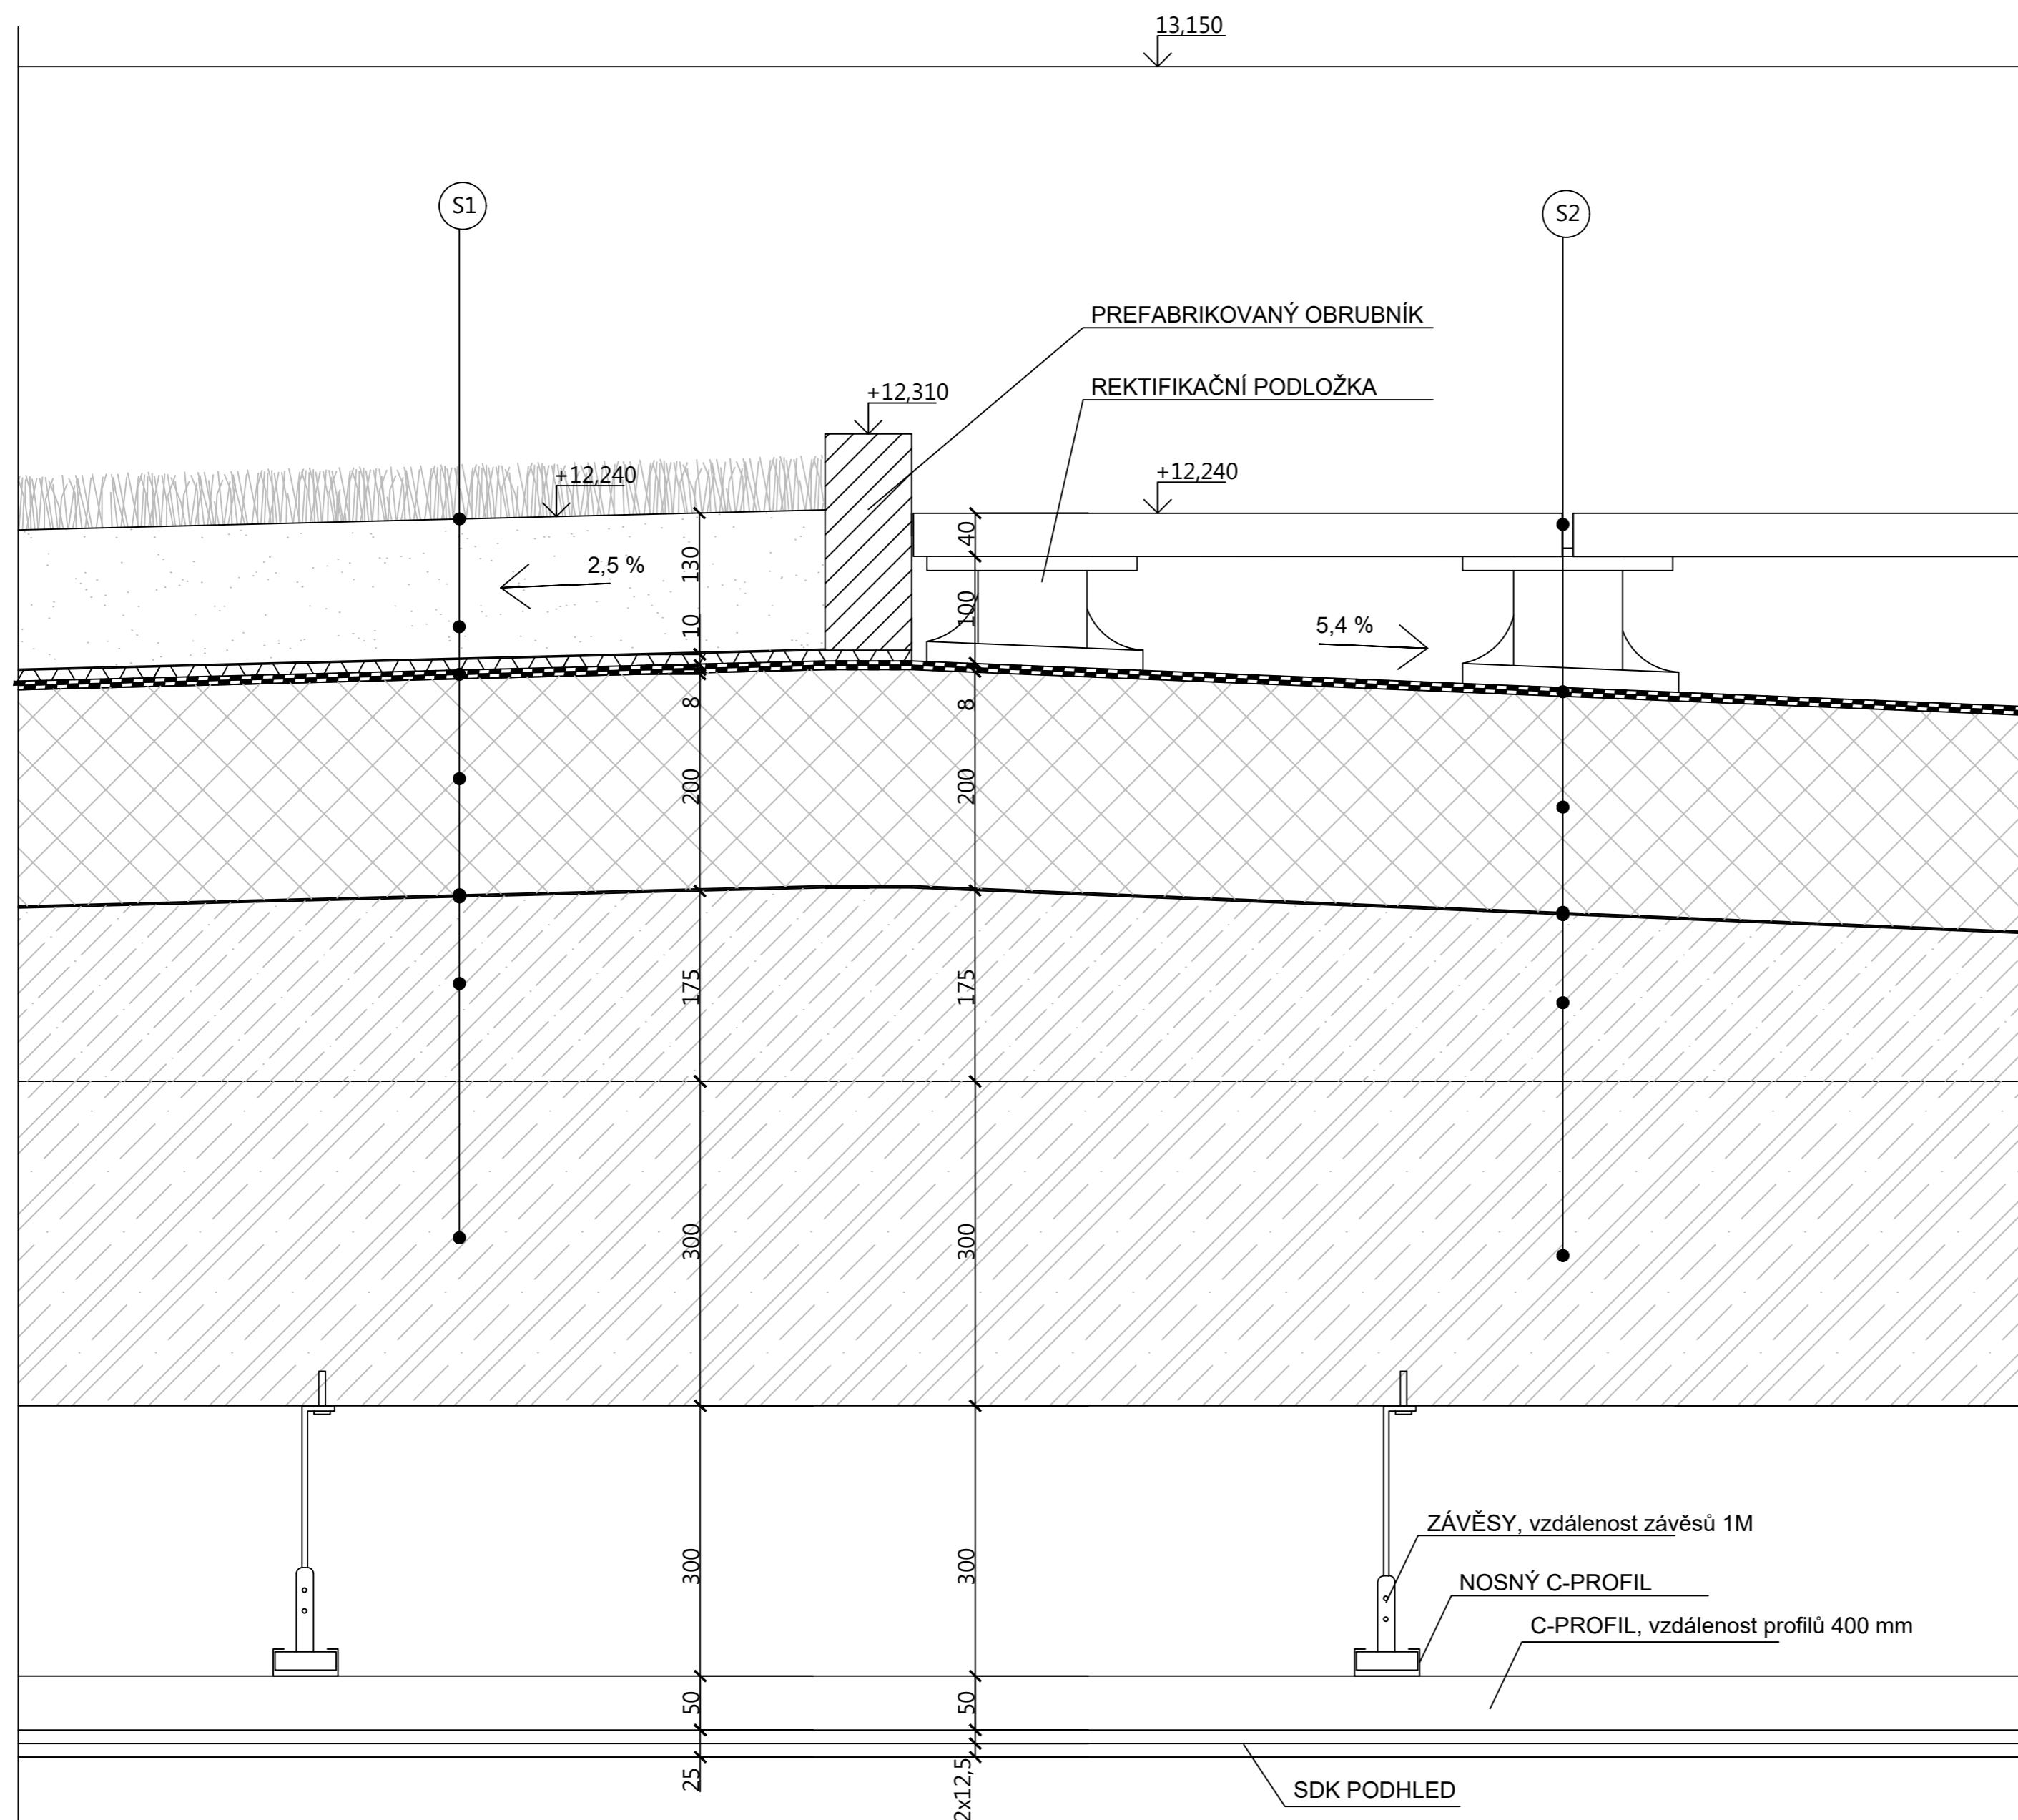 13,150
S1
S2
PREFABRIKOVANÝ OBRUBNÍK
REKTIFIKAČNÍ PODLOŽKA
+12,310
+12,240
+12,240
40
130
2,5 %
100
10
5,4 %
8
8
200
200
175
175
300
300
ZÁVĚSY, vzdálenost závěsů 1M
300
300
NOSNÝ C-PROFIL
C-PROFIL, vzdálenost profilů 400 mm
50
50
25
2x12,5
SDK PODHLED